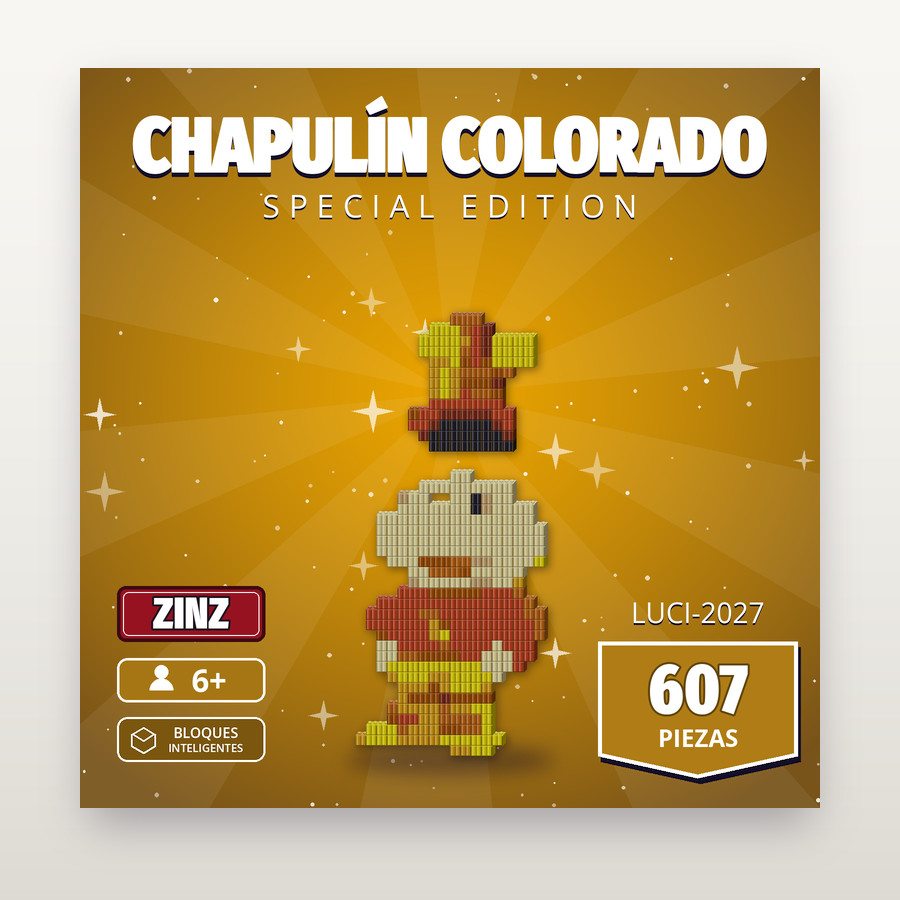 CHAPULÍN COLORADO
SPECIAL EDITION
ZINZ
6+
BLOQUES
INTELIGENTES
LUCI-2027
607
PIEZAS